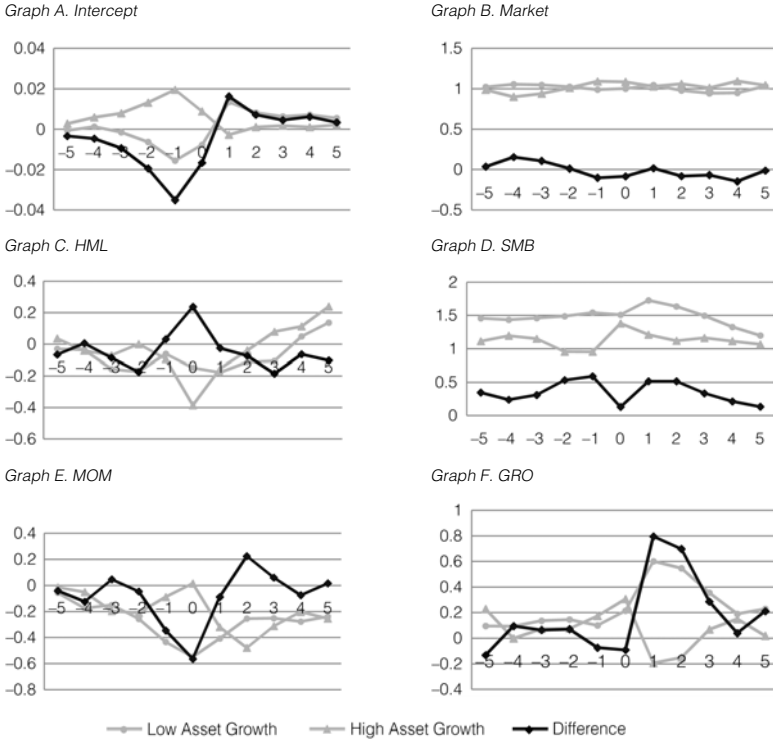 Graph A. Intercept
0.04
0.02
0
−0.02
−0.04
−5 −4 −3 −2 −1 0 1 2 3 4 5
Graph B. Market
1.5
1
0.5
0
−0.5
−5 −4 −3 −2 −1 0 1 2 3 4 5
Graph C. HML
0.4
0.2
0
−0.2
−0.4
−0.6
−5 −4 −3 −2 −1 0 1 2 3 4 5
Graph D. SMB
2
1.5
1
0.5
0
−5 −4 −3 −2 −1 0 1 2 3 4 5
Graph E. MOM
0.4
0.2
0
−0.2
−0.4
−0.6
−0.8
−5 −4 −3 −2 −1 0 1 2 3 4 5
Graph F. GRO
1
0.8
0.6
0.4
0.2
0
−0.2
−0.4
−5 −4 −3 −2 −1 0 1 2 3 4 5
Low Asset Growth High Asset Growth Difference